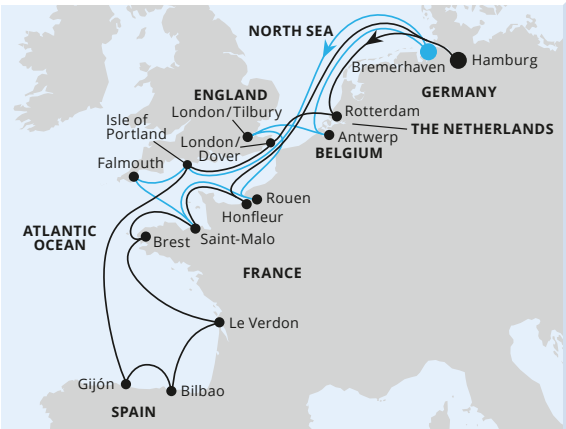 NORTH SEA
Bremerhaven
Hamburg
GERMANY
ENGLAND
London/Tilbury
Isle of
Portland
London/
Dover
Rotterdam
THE NETHERLANDS
Antwerp
BELGIUM
Falmouth
Rouen
Honfleur
ATLANTIC
OCEAN
Brest
Saint-Malo
FRANCE
Le Verdon
Gijón
Bilbao
SPAIN